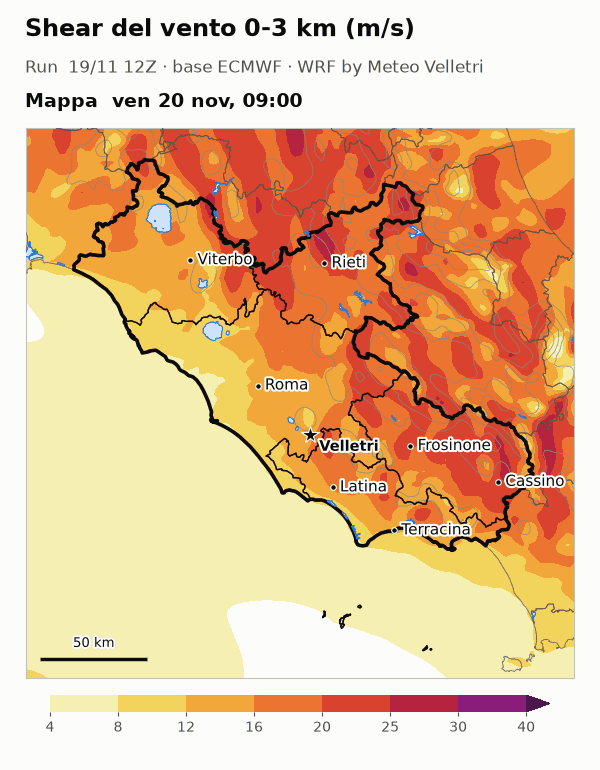 Shear del vento 0-3 km (m/s)
Run  19/11 12Z · base ECMWF · WRF by Meteo Velletri
Mappa  ven 20 nov, 09:00
Viterbo
Rieti
Roma
Velletri
Frosinone
Cassino
Latina
Terracina
50 km
4 8 12 16 20 25 30 40